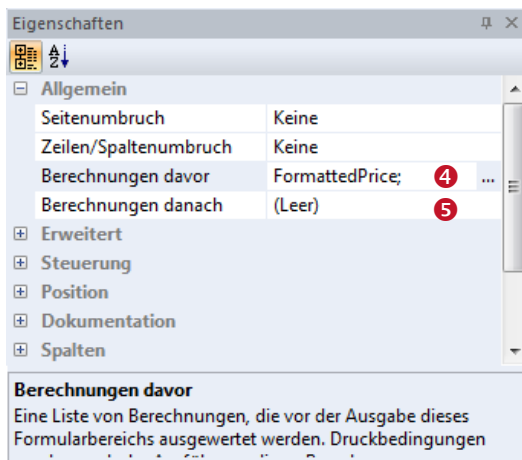 Eigenschaften
A
Z
Allgemein
Seitenumbruch Keine
Zeilen/Spaltenumbruch Keine
Berechnungen davor FormattedPrice; 4 ...
Berechnungen danach (Leer) 5
Erweitert
Steuerung
Position
Dokumentation
Spalten
Berechnungen davor
Eine Liste von Berechnungen, die vor der Ausgabe dieses
Formularbereichs ausgewertet werden. Druckbedingungen